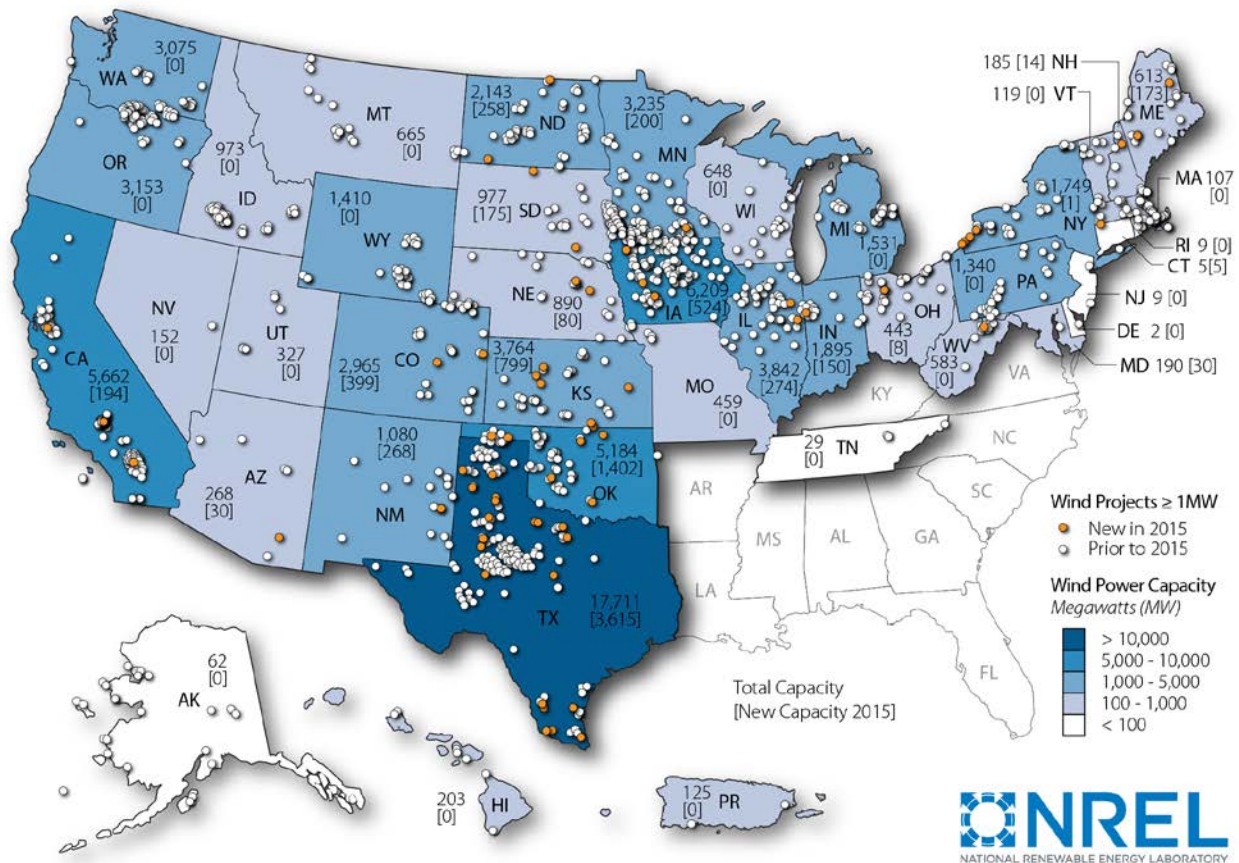 3,075
[0]
WA
MT
665
[0]
2,143
[258]
ND
3,235
[200]
MN
185 [14] NH
119 [0] VT
613
[173]
ME
OR
3,153
[0]
973
[0]
ID
1,410
[0]
WY
977
[175]
SD
648
[0]
WI
MI
1,531
[0]
1,749
[1]
NY
MA 107
[0]
RI 9 [0]
CT 5[5]
NJ 9 [0]
DE 2 [0]
MD 190 [30]
1,340
[0]
PA
NV
152
[0]
UT
327
[0]
CA
5,662
[194]
2,965
[399]
CO
NE
890
[80]
6,209
[524]
IA
IL
3,842
[274]
IN
1,895
[150]
OH
443
[8]
WV
583
[0]
3,764
[799]
KS
MO
459
[0]
KY
VA
AZ
268
[30]
1,080
[268]
NM
5,184
[1,402]
OK
AR
29
[0]
TN
NC
SC
MS
AL
GA
LA
FL
17,711
[3,615]
TX
62
[0]
AK
203
[0]
HI
125
[0]
PR
Total Capacity
[New Capacity 2015]
Wind Projects ≥ 1MW
New in 2015
Prior to 2015
Wind Power Capacity
Megawatts (MW)
> 10,000
5,000 - 10,000
1,000 - 5,000
100 - 1,000
< 100
NREL
NATIONAL RENEWABLE ENERGY LABORATORY